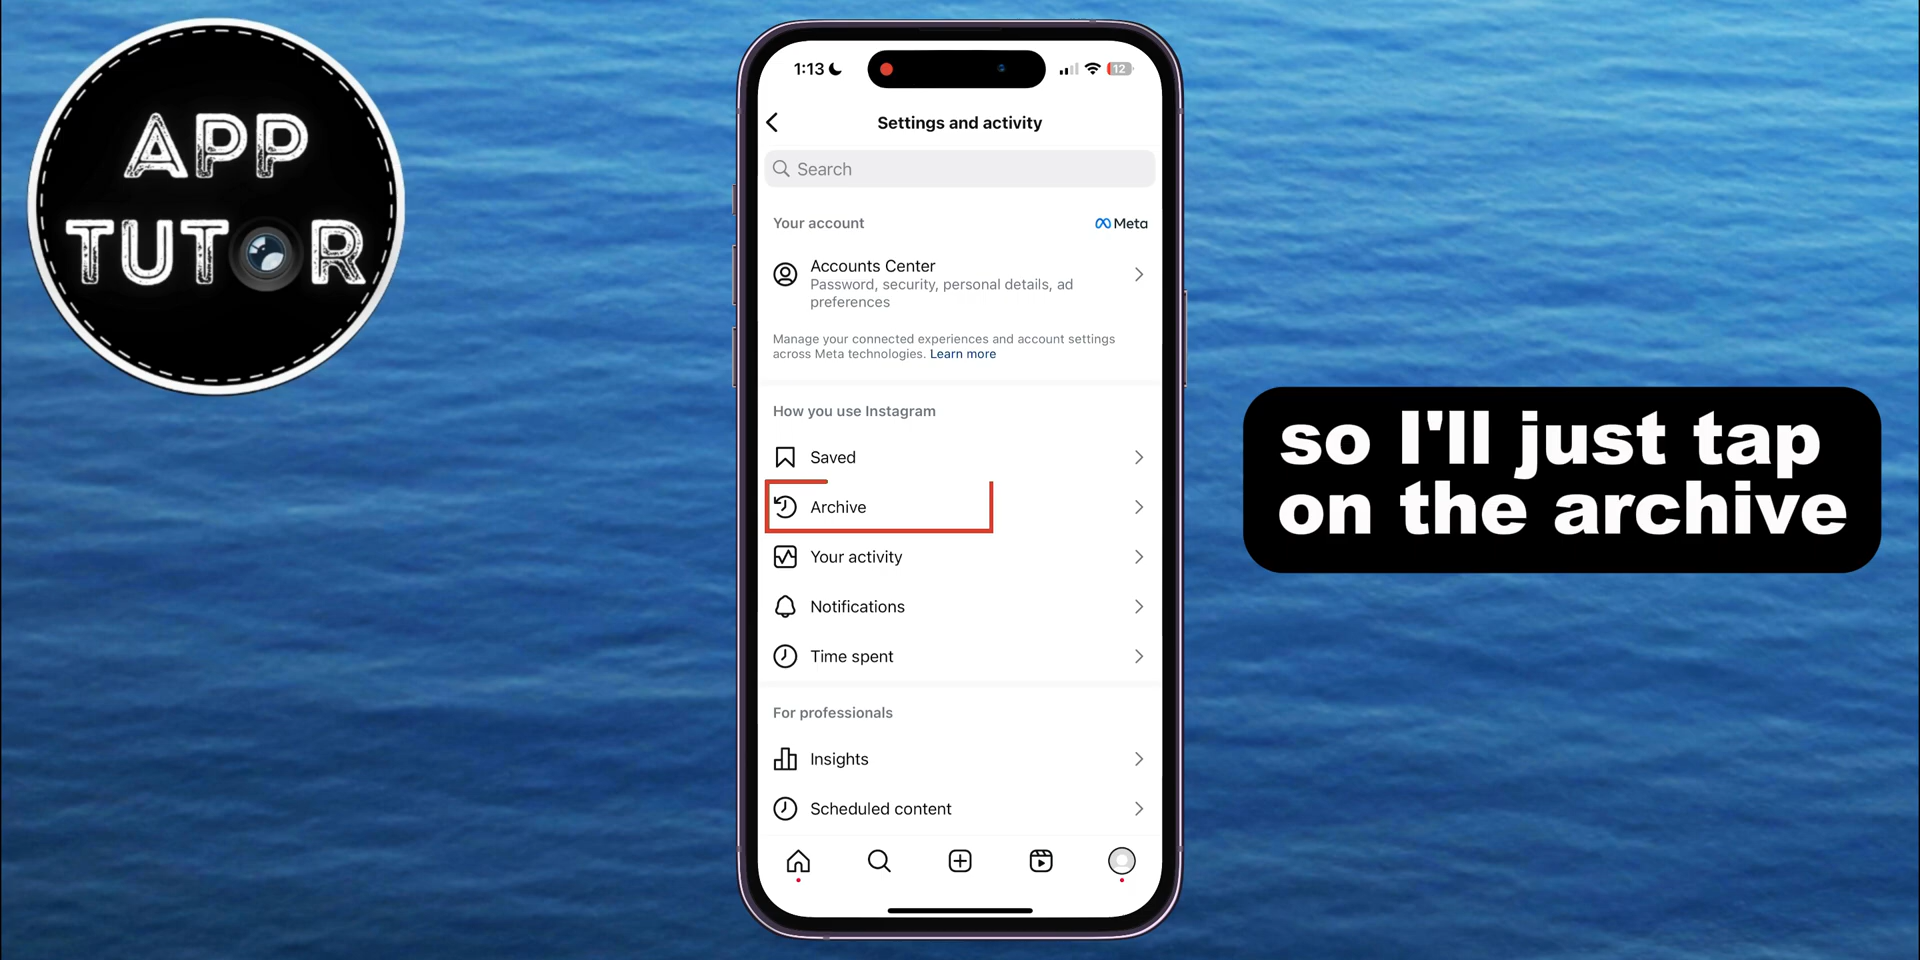 APP
TUTOR
1:13
12
Settings and activity
Search
Your account
Meta
Accounts Center
Password, security, personal details, ad
preferences
Manage your connected experiences and account settings
across Meta technologies. Learn more
How you use Instagram
Saved
Archive
Your activity
Notifications
Time spent
For professionals
Insights
Scheduled content
so I'll just tap
on the archive